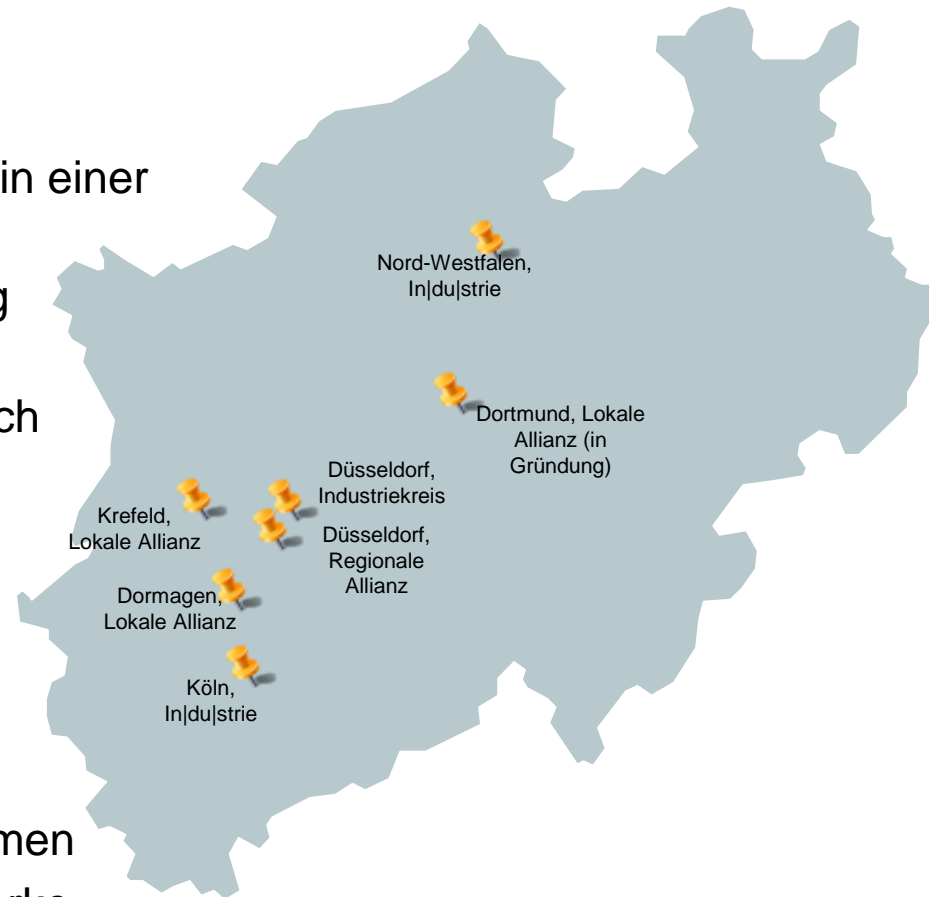 in einer
g
ch
men
Nord-Westfalen,
In|du|strie
Dortmund, Lokale
Allianz (in
Gründung)
Düsseldorf,
Industriekreis
Krefeld,
Lokale Allianz
Düsseldorf,
Regionale
Allianz
Dormagen,
Lokale Allianz
Köln,
In|du|strie